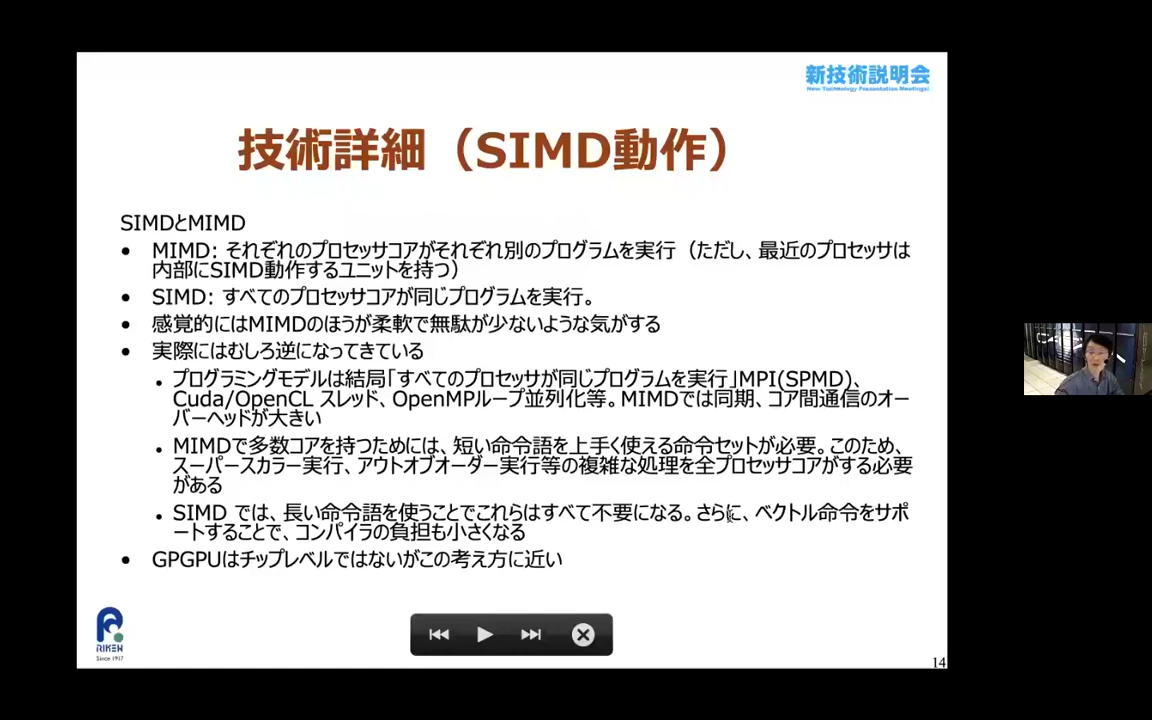 新技術説明会
New Technology Presentation Meetings!
技術詳細（SIMD動作）
SIMDとMIMD
• MIMD: それぞれのプロセッサコアがそれぞれ別のプログラムを実行（ただし、最近のプロセッサは
内部にSIMD動作するユニットを持つ）
• SIMD: すべてのプロセッサコアが同じプログラムを実行。
• 感覚的にはMIMDのほうが柔軟で無駄が少ないような気がする
• 実際にはむしろ逆になってきている
• プログラミングモデルは結局「すべてのプロセッサが同じプログラムを実行」MPI(SPMD)、
Cuda/OpenCL スレッド、OpenMPループ並列化等。MIMDでは同期、コア間通信のオー
バーヘッドが大きい
• MIMDで多数コアを持つためには、短い命令語を上手く使える命令セットが必要。このため、
スーパースカラー実行、アウトオブオーダー実行等の複雑な処理を全プロセッサコアがする必要
がある
• SIMD では、長い命令語を使うことでこれらはすべて不要になる。さらに、ベクトル命令をサポ
ートすることで、コンパイラの負担も小さくなる
• GPGPUはチップレベルではないがこの考え方に近い
RIKEN
Since 1917
14